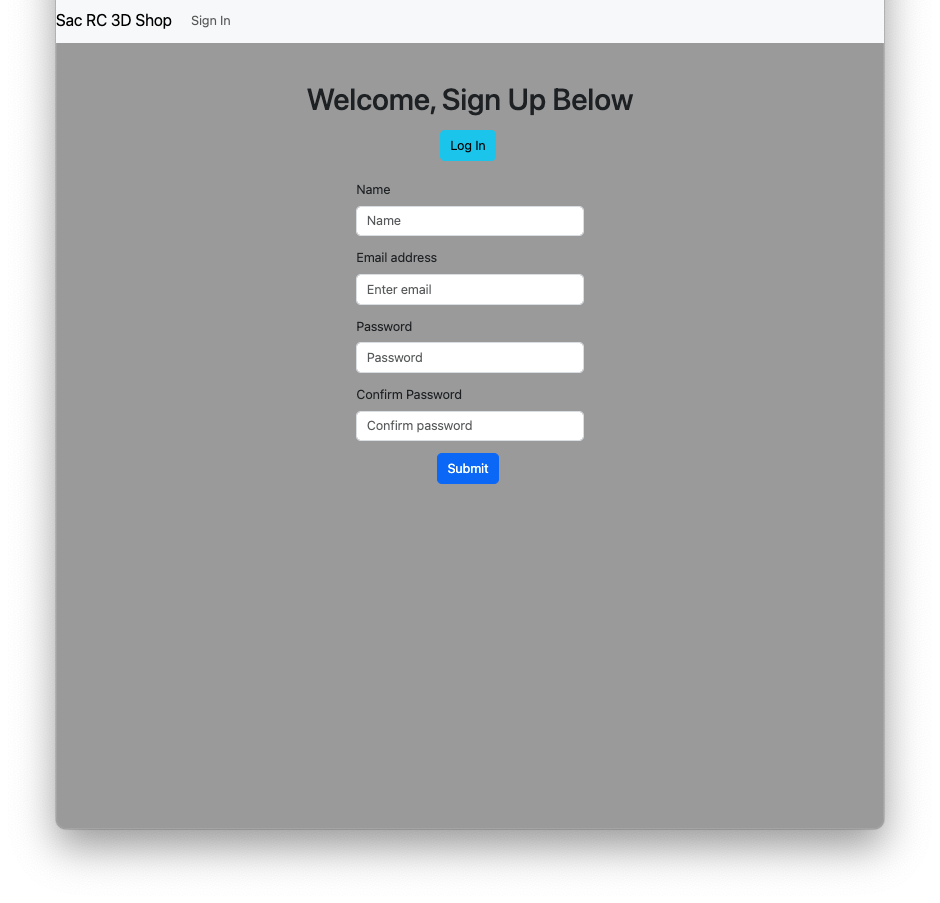 Sac RC 3D Shop Sign In
Welcome, Sign Up Below
Log In
Name
Name
Email address
Enter email
Password
Password
Confirm Password
Confirm password
Submit